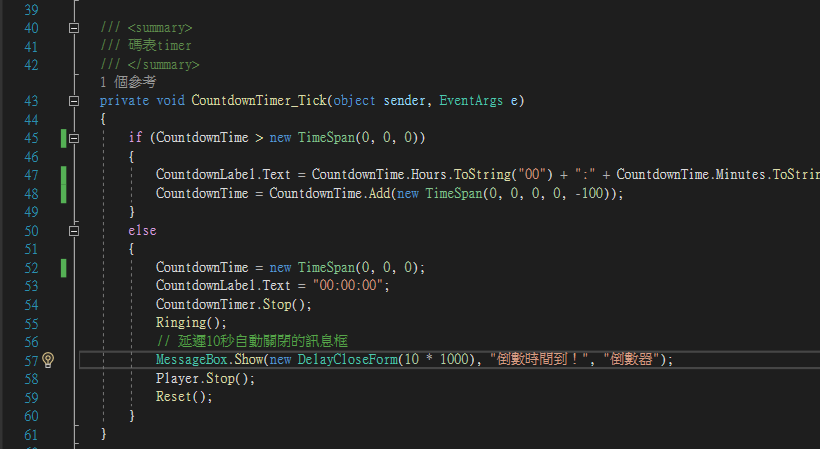 39
40 /// <summary>
41 /// 碼表timer
42 /// </summary>
1 個參考
43 private void CountdownTimer_Tick(object sender, EventArgs e)
44 {
45 if (CountdownTime > new TimeSpan(0, 0, 0))
46 {
47 CountdownLabel.Text = CountdownTime.Hours.ToString("00") + ":" + CountdownTime.Minutes.ToStrin
48 CountdownTime = CountdownTime.Add(new TimeSpan(0, 0, 0, 0, -100));
49 }
50 else
51 {
52 CountdownTime = new TimeSpan(0, 0, 0);
53 CountdownLabel.Text = "00:00:00";
54 CountdownTimer.Stop();
55 Ringing();
56 // 延遲10秒自動關閉的訊息框
57 MessageBox.Show(new DelayCloseForm(10 * 1000), "倒數時間到！", "倒數器");
58 Player.Stop();
59 Reset();
60 }
61 }